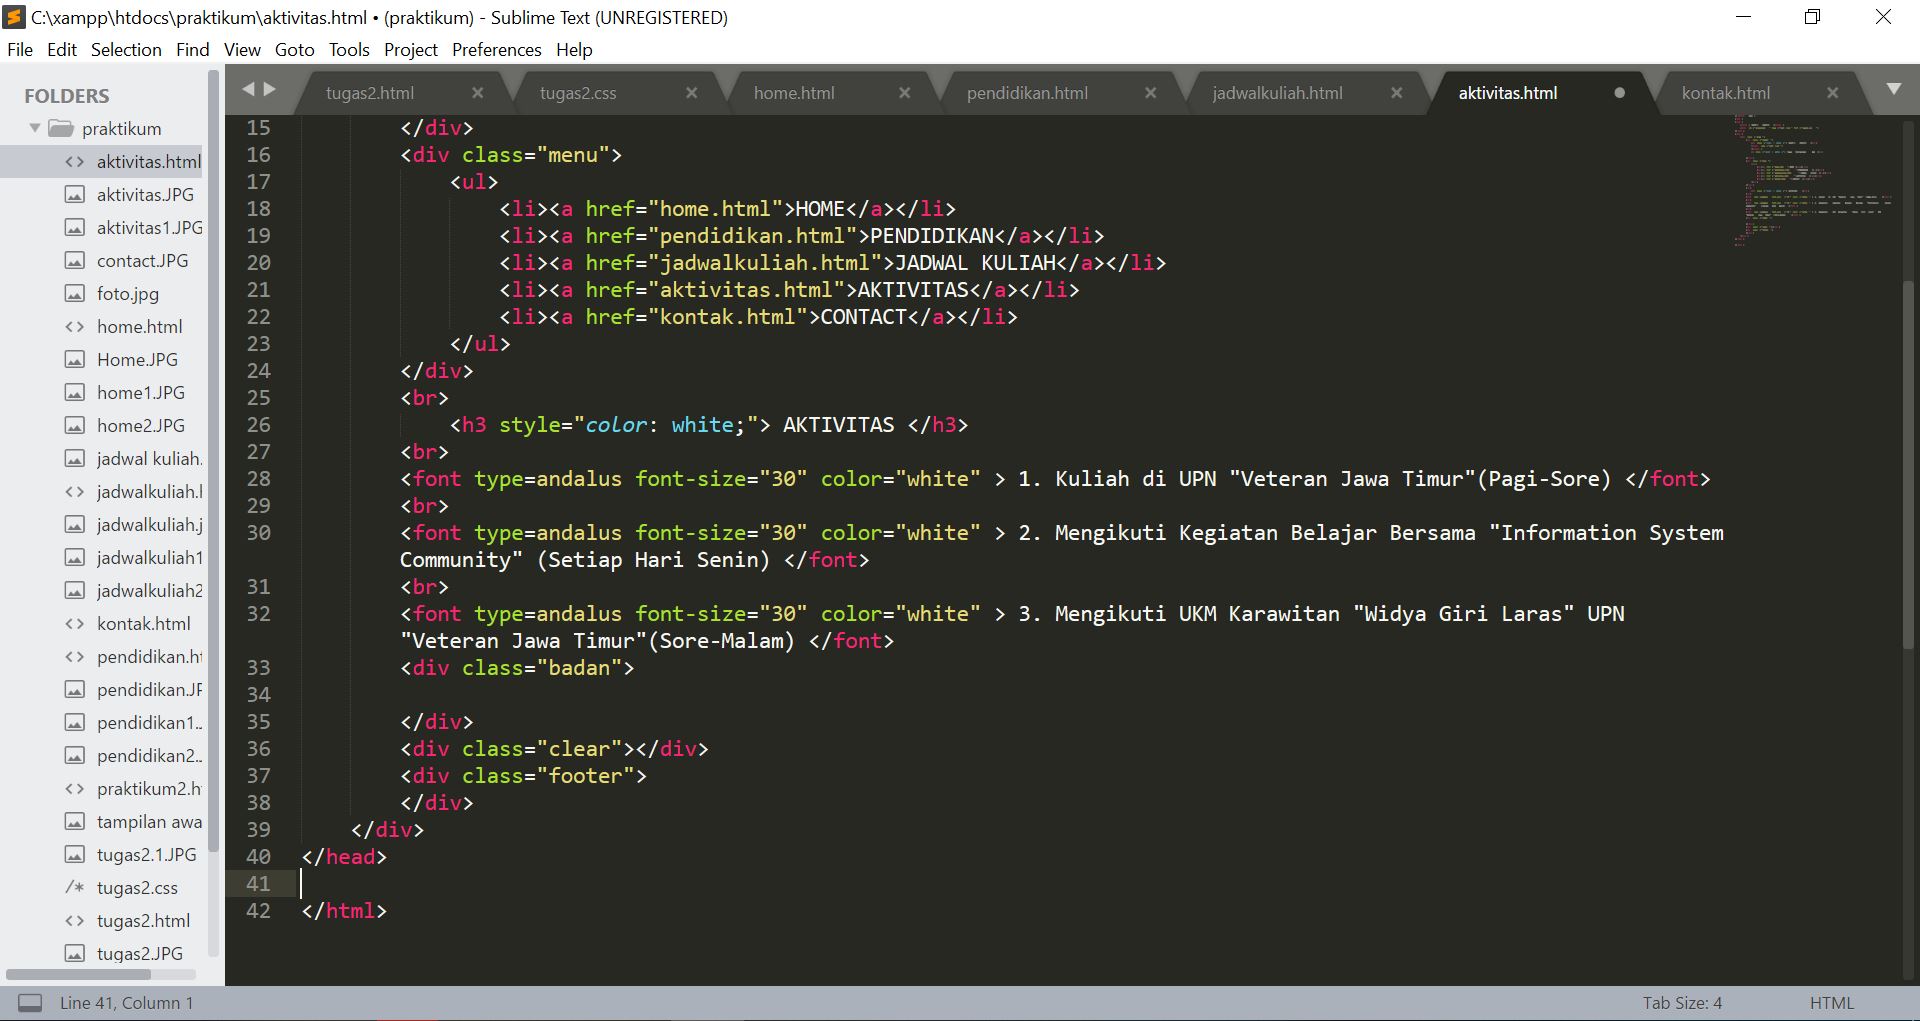 C:\xampp\htdocs\praktikum\aktivitas.html • (praktikum) - Sublime Text (UNREGISTERED)
File Edit Selection Find View Goto Tools Project Preferences Help
FOLDERS
praktikum
aktivitas.html
aktivitas.JPG
aktivitas1.JPG
contact.JPG
foto.jpg
home.html
Home.JPG
home1.JPG
home2.JPG
jadwal kuliah.
jadwalkuliah.h
jadwalkuliah.j
jadwalkuliah1
jadwalkuliah2
kontak.html
pendidikan.ht
pendidikan.JP
pendidikan1..
pendidikan2..
praktikum2.h
tampilan awa
tugas2.1.JPG
tugas2.css
tugas2.html
tugas2.JPG
tugas2.html × tugas2.css × home.html × pendidikan.html × jadwalkuliah.html × aktivitas.html kontak.html ×
15 </div>
16 <div class="menu">
17 <ul>
18 <li><a href="home.html">HOME</a></li>
19 <li><a href="pendidikan.html">PENDIDIKAN</a></li>
20 <li><a href="jadwalkuliah.html">JADWAL KULIAH</a></li>
21 <li><a href="aktivitas.html">AKTIVITAS</a></li>
22 <li><a href="kontak.html">CONTACT</a></li>
23 </ul>
24 </div>
25 <br>
26 <h3 style="color: white;"> AKTIVITAS </h3>
27 <br>
28 <font type=andalus font-size="30" color="white" > 1. Kuliah di UPN "Veteran Jawa Timur"(Pagi-Sore) </font>
29 <br>
30 <font type=andalus font-size="30" color="white" > 2. Mengikuti Kegiatan Belajar Bersama "Information System
Community" (Setiap Hari Senin) </font>
31 <br>
32 <font type=andalus font-size="30" color="white" > 3. Mengikuti UKM Karawitan "Widya Giri Laras" UPN
"Veteran Jawa Timur"(Sore-Malam) </font>
33 <div class="badan">
34
35 </div>
36 <div class="clear"></div>
37 <div class="footer">
38 </div>
39 </div>
40 </head>
41
42 </html>
Line 41, Column 1
Tab Size: 4
HTML